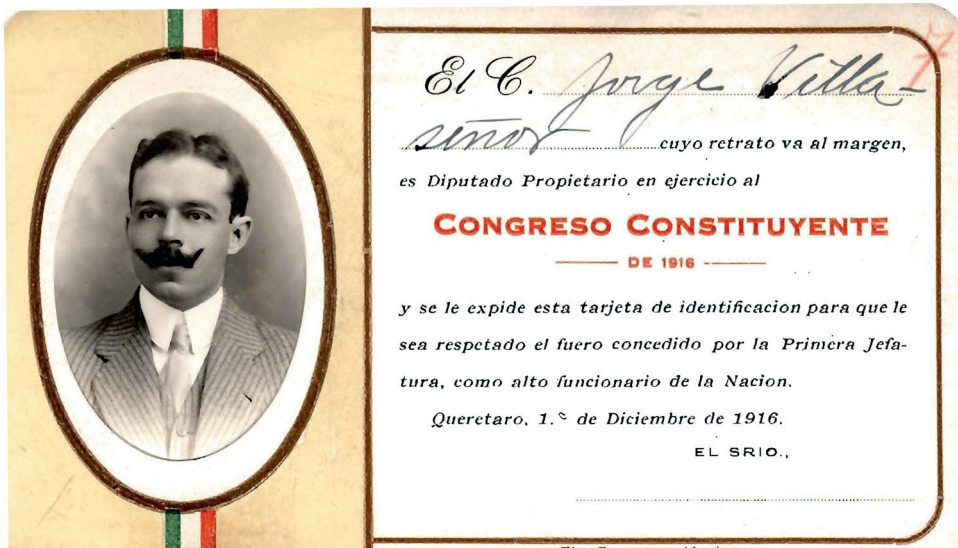 El C. Jorge Villa-
señor cuyo retrato va al margen,
es Diputado Propietario en ejercicio al
CONGRESO CONSTITUYENTE
DE 1916
y se le expide esta tarjeta de identificacion para que le
sea respetado el fuero concedido por la Primera Jefa-
tura, como alto funcionario de la Nacion.
Queretaro, 1.º de Diciembre de 1916.
EL SRIO.,